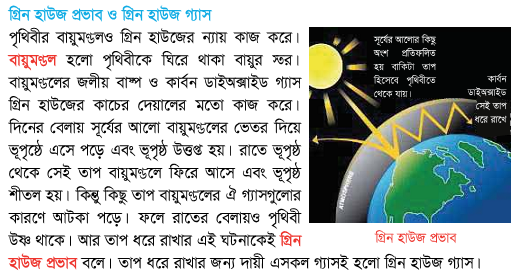 গ্রিন হাউজ প্রভাব ও গ্রিন হাউজ গ্যাস
পৃথিবীর বায়ুমণ্ডলও গ্রিন হাউজের ন্যায় কাজ করে।
বায়ুমণ্ডল হলো পৃথিবীকে ঘিরে থাকা বায়ুর স্তর।
বায়ুমণ্ডলের জলীয় বাষ্প ও কার্বন ডাইঅক্সাইড গ্যাস
গ্রিন হাউজের কাচের দেয়ালের মতো কাজ করে।
দিনের বেলায় সূর্যের আলো বায়ুমণ্ডলের ভেতর দিয়ে
ভূপৃষ্ঠে এসে পড়ে এবং ভূপৃষ্ঠ উত্তপ্ত হয়। রাতে ভূপৃষ্ঠ
থেকে সেই তাপ বায়ুমণ্ডলে ফিরে আসে এবং ভূপৃষ্ঠ
শীতল হয়। কিন্তু কিছু তাপ বায়ুমণ্ডলের ঐ গ্যাসগুলোর
কারণে আটকা পড়ে। ফলে রাতের বেলায়ও পৃথিবী
উষ্ণ থাকে। আর তাপ ধরে রাখার এই ঘটনাকেই গ্রিন
হাউজ প্রভাব বলে। তাপ ধরে রাখার জন্য দায়ী এসকল গ্যাসই হলো গ্রিন হাউজ গ্যাস।
সূর্যের আলোর কিছু
অংশ প্রতিফলিত
হয় বাকিটা তাপ
হিসেবে পৃথিবীতে
থেকে যায়।
কার্বন
ডাইঅক্সাইড
সেই তাপ
ধরে রাখে
ATMOSPHERE
গ্রিন হাউজ প্রভাব